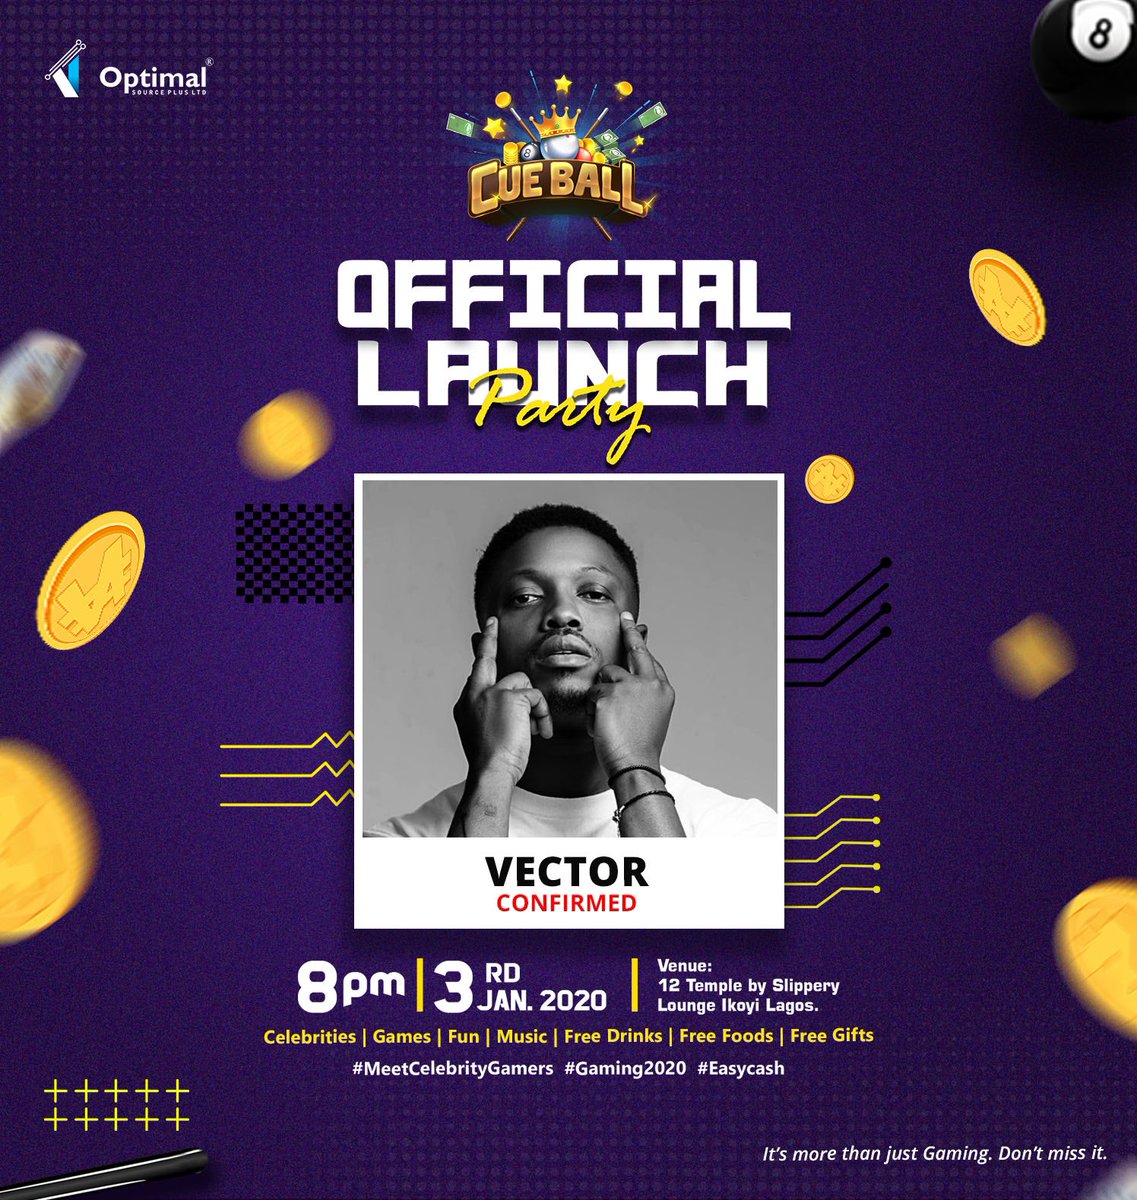 Optimal®
SOURCE PLUS LTD
8
8
CUE BALL
OFFICIAL
LAUNCH
Party
VECTOR
CONFIRMED
8pm | 3RD JAN. 2020
Venue:
12 Temple by Slippery
Lounge Ikoyi Lagos.
Celebrities | Games | Fun | Music | Free Drinks | Free Foods | Free Gifts
#MeetCelebrityGamers #Gaming2020 #Easycash
It's more than just Gaming. Don't miss it.